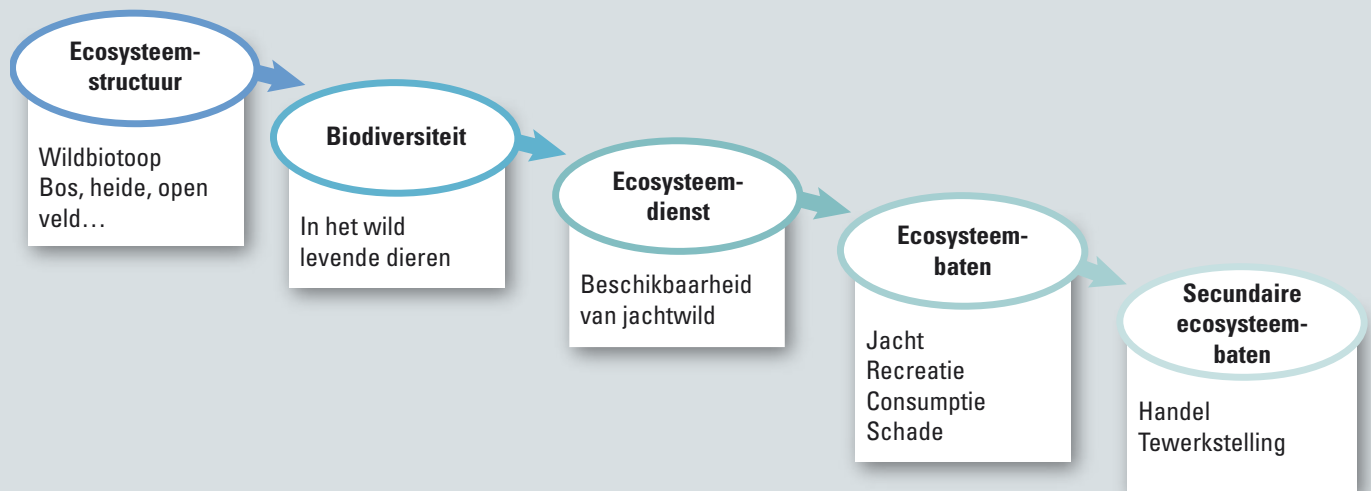 Ecosysteem-
structuur
Wildbiotoop
Bos, heide, open
veld…
Biodiversiteit
In het wild
levende dieren
Ecosysteem-
dienst
Beschikbaarheid
van jachtwild
Ecosysteem-
baten
Jacht
Recreatie
Consumptie
Schade
Secundaire
ecosysteem-
baten
Handel
Tewerkstelling